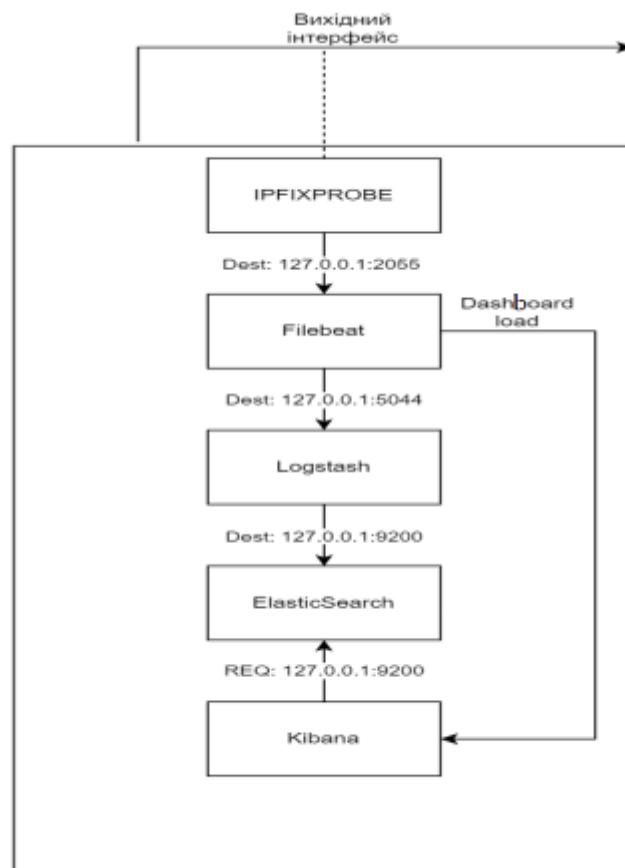 Вихідний
інтерфейс
IPFIXPROBE
Dest: 127.0.0.1:2055
Dashboard
load
Filebeat
Dest: 127.0.0.1:5044
Logstash
Dest: 127.0.0.1:9200
ElasticSearch
REQ: 127.0.0.1:9200
Kibana